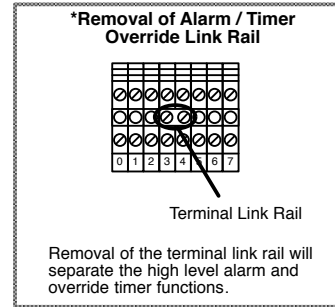 *Removal of Alarm / Timer
Override Link Rail
0 1 2 3 4 5 6 7
Terminal Link Rail
Removal of the terminal link rail will
separate the high level alarm and
override timer functions.